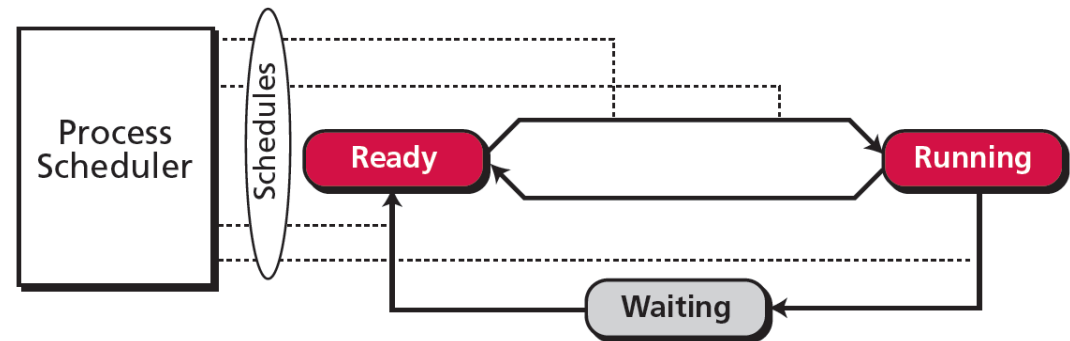 Process
Scheduler
Schedules
Ready
Running
Waiting